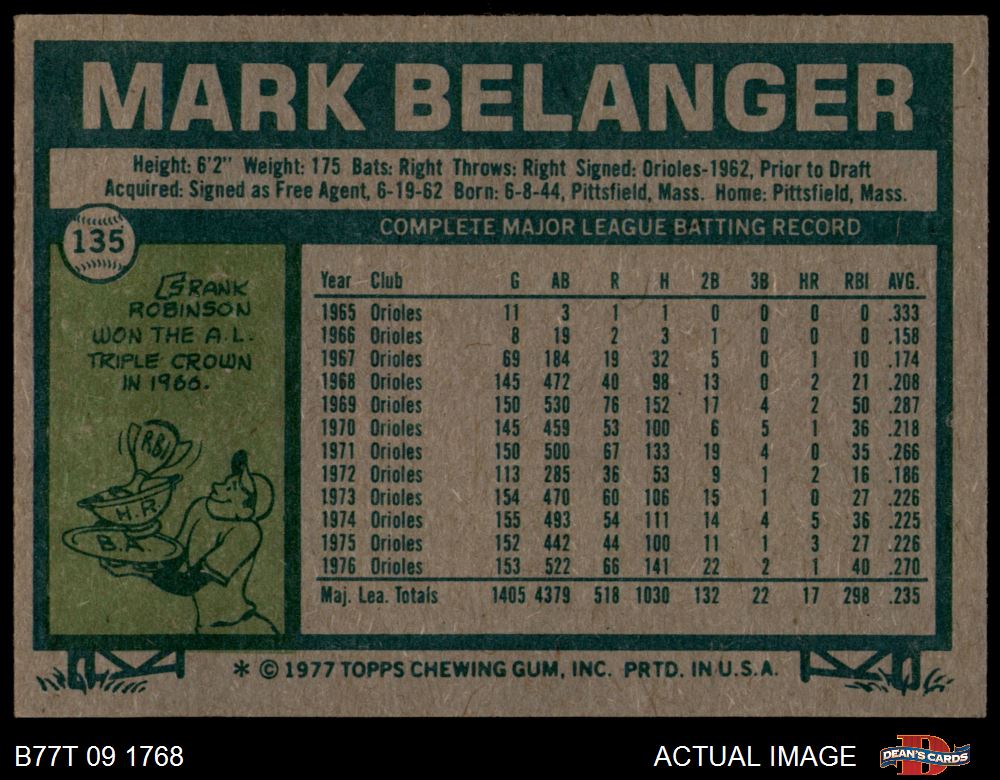 MARK BELANGER
Height: 6'2" Weight: 175 Bats: Right Throws: Right Signed: Orioles-1962, Prior to Draft
Acquired: Signed as Free Agent, 6-19-62 Born: 6-8-44, Pittsfield, Mass. Home: Pittsfield, Mass.
135
COMPLETE MAJOR LEAGUE BATTING RECORD
FRANK
ROBINSON
WON THE A.L.
TRIPLE CROWN
IN 1966.
RBI
H.R.
B.A.
Year Club G AB R H 2B 3B HR RBI AVG.
1965 Orioles 11 3 1 1 0 0 0 0 .333
1966 Orioles 8 19 2 3 1 0 0 0 .158
1967 Orioles 69 184 19 32 5 0 1 10 .174
1968 Orioles 145 472 40 98 13 0 2 21 .208
1969 Orioles 150 530 76 152 17 4 2 50 .287
1970 Orioles 145 459 53 100 6 5 1 36 .218
1971 Orioles 150 500 67 133 19 4 0 35 .266
1972 Orioles 113 285 36 53 9 1 2 16 .186
1973 Orioles 154 470 60 106 15 1 0 27 .226
1974 Orioles 155 493 54 111 14 4 5 36 .225
1975 Orioles 152 442 44 100 11 1 3 27 .226
1976 Orioles 153 522 66 141 22 2 1 40 .270
Maj. Lea. Totals 1405 4379 518 1030 132 22 17 298 .235
* © 1977 TOPPS CHEWING GUM, INC. PRTD. IN U.S.A.
B77T 09 1768
ACTUAL IMAGE
DEAN'S CARDS